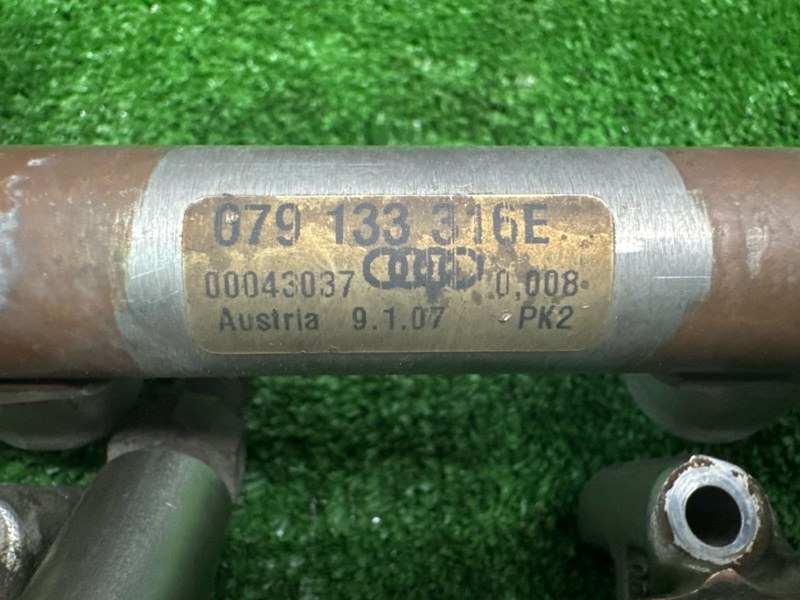 079 133 316E
00043037 0,008
Austria 9.1.07 PK2